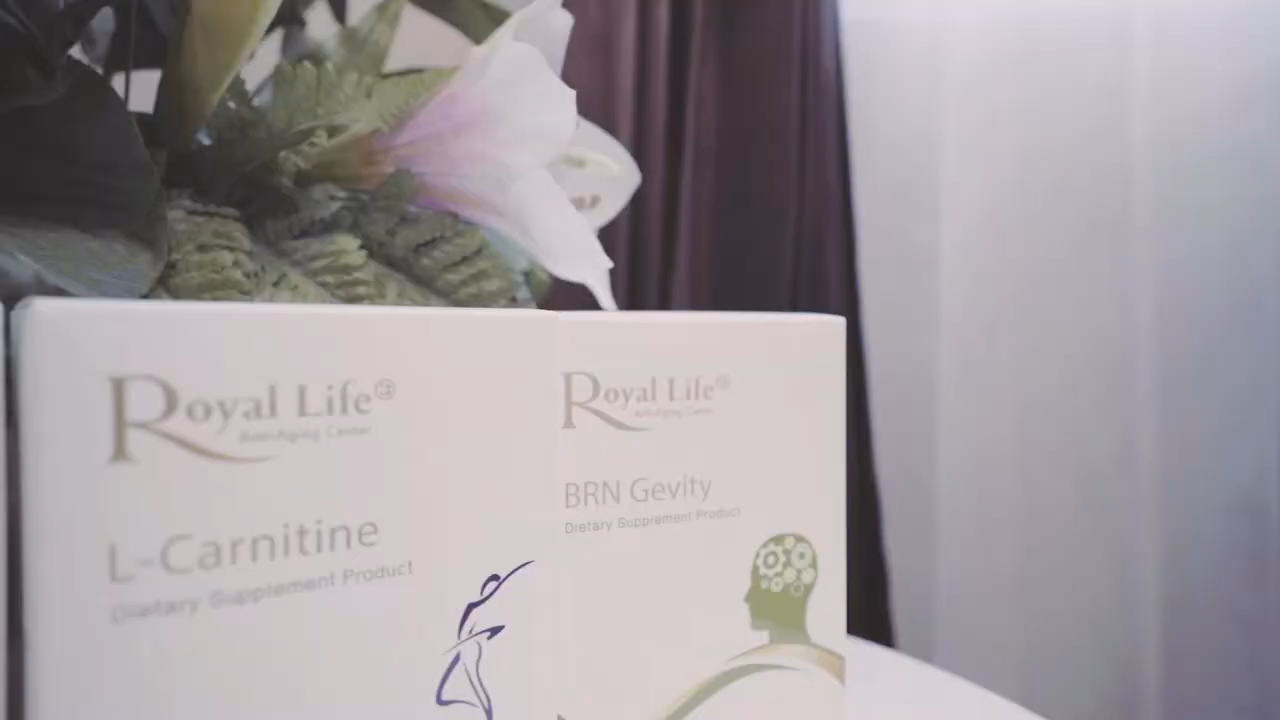 Royal Life
Anti-Aging Center
L-Carnitine
Dietary Supplement Product
Royal Life
Anti-Aging Center
BRN Gevity
Dietary Supplement Product